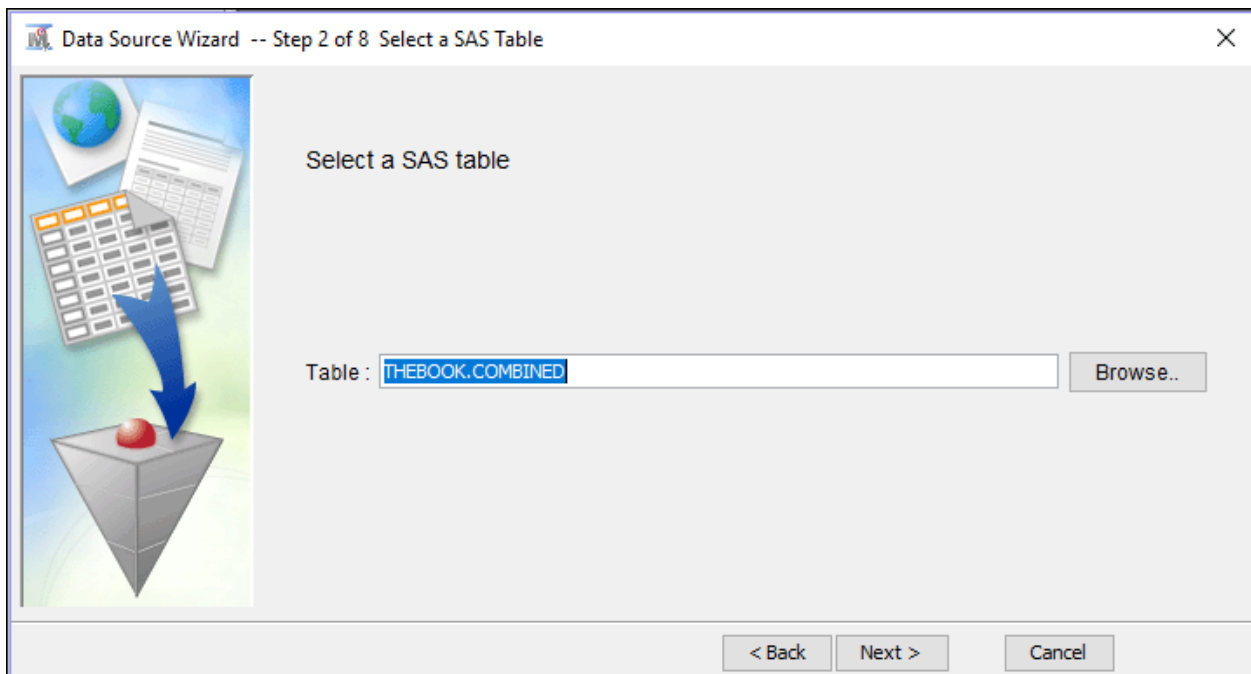 Data Source Wizard -- Step 2 of 8 Select a SAS Table
Select a SAS table
Table : THEBOOK.COMBINED Browse..
< Back Next > Cancel